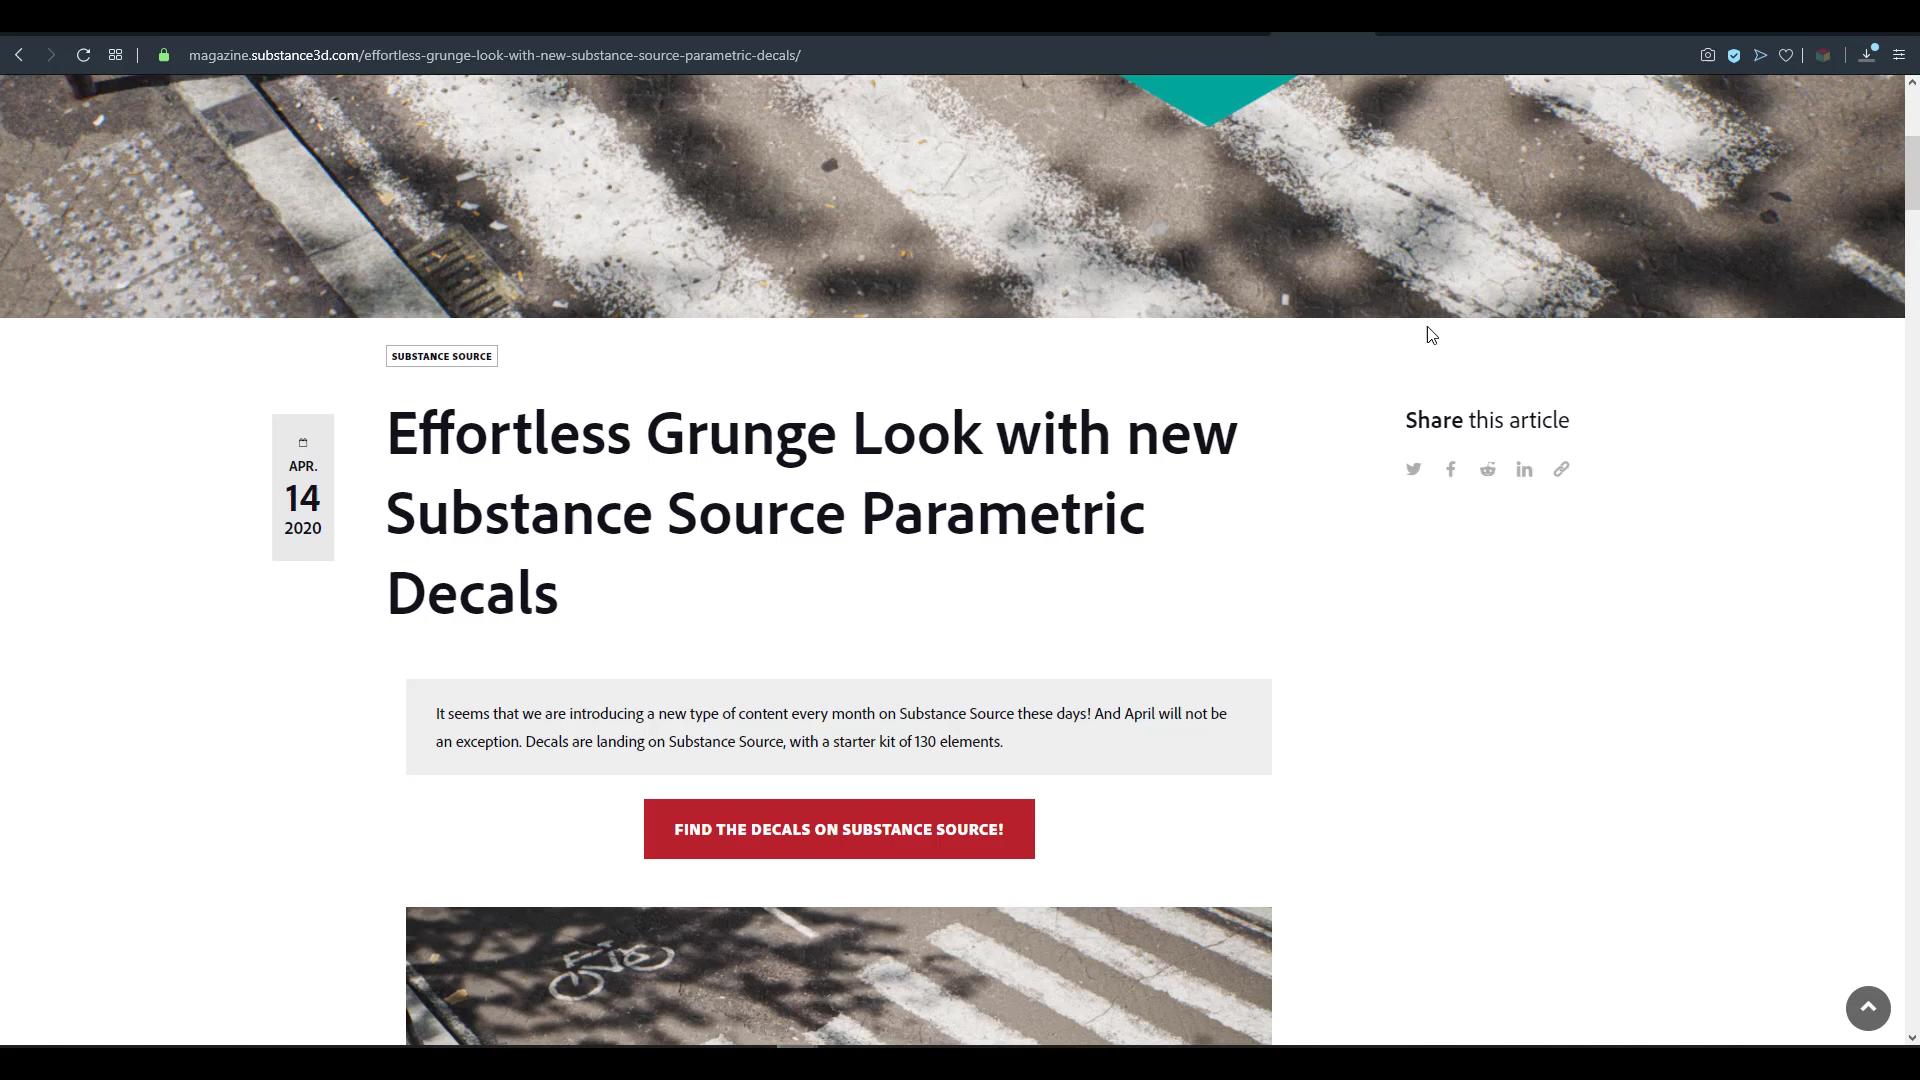 magazine.substance3d.com/effortless-grunge-look-with-new-substance-source-parametric-decals/
SUBSTANCE SOURCE
APR.
14
2020
Effortless Grunge Look with new
Substance Source Parametric
Decals
Share this article
It seems that we are introducing a new type of content every month on Substance Source these days! And April will not be
an exception. Decals are landing on Substance Source, with a starter kit of 130 elements.
FIND THE DECALS ON SUBSTANCE SOURCE!